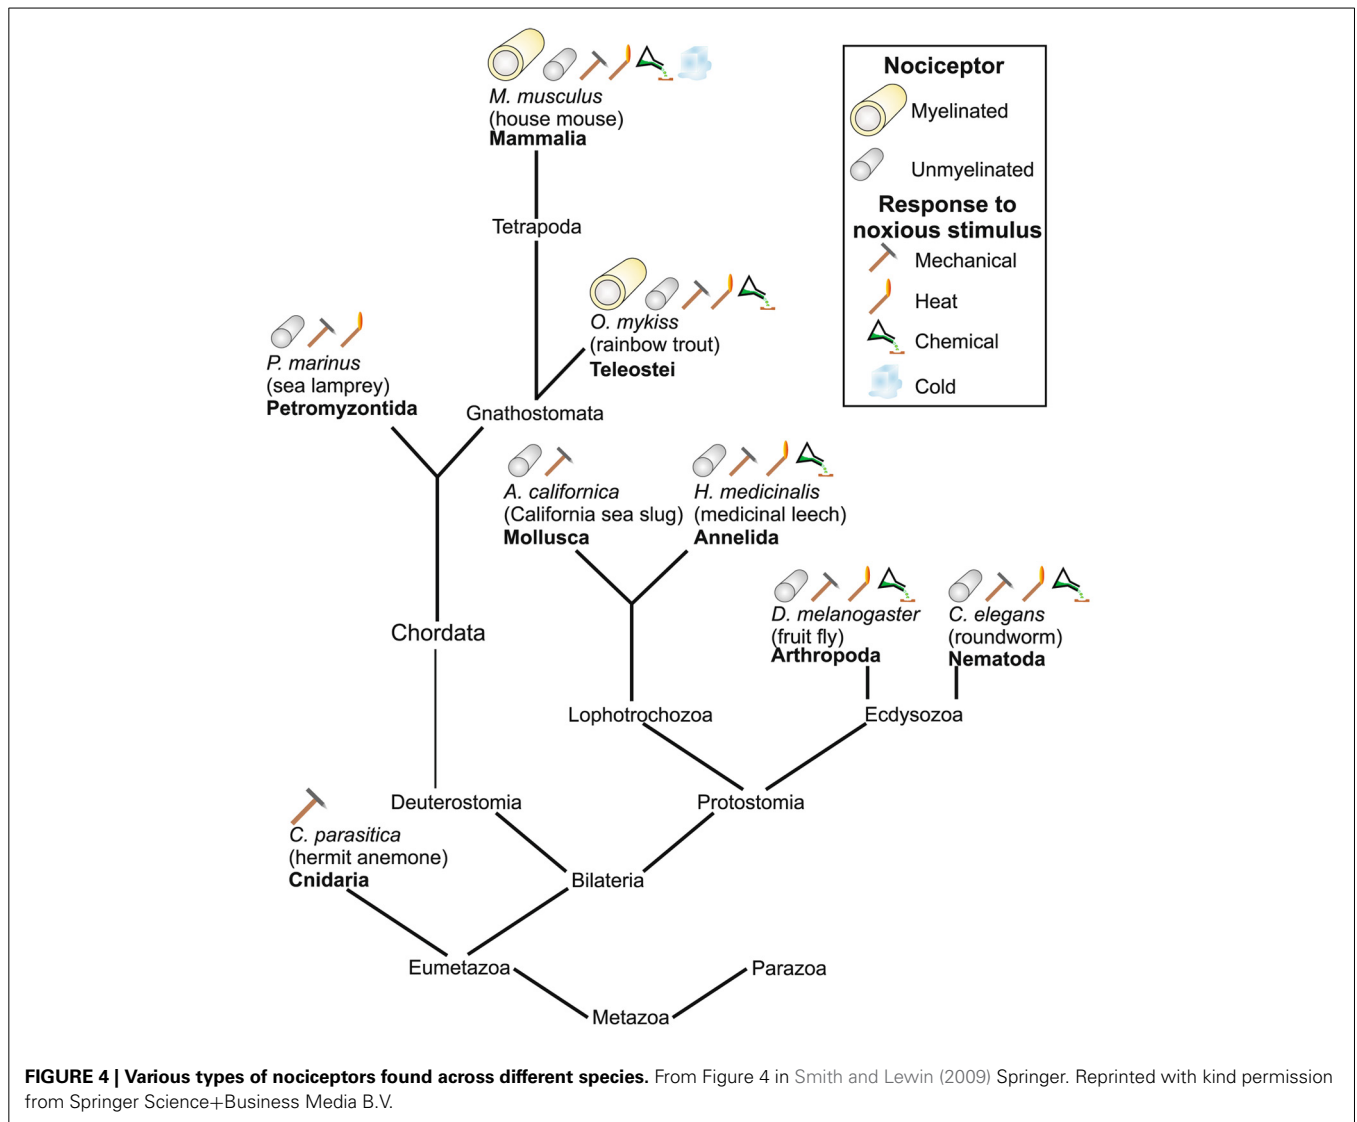 M. musculus
(house mouse)
Mammalia
Tetrapoda
O. mykiss
(rainbow trout)
Teleostei
P. marinus
(sea lamprey)
Petromyzontida
Gnathostomata
A. californica
(California sea slug)
Mollusca
H. medicinalis
(medicinal leech)
Annelida
D. melanogaster
(fruit fly)
Arthropoda
C. elegans
(roundworm)
Nematoda
Chordata
Lophotrochozoa
Ecdysozoa
Deuterostomia
Protostomia
C. parasitica
(hermit anemone)
Cnidaria
Bilateria
Eumetazoa
Parazoa
Metazoa
Nociceptor
Myelinated
Unmyelinated
Response to
noxious stimulus
Mechanical
Heat
Chemical
Cold
FIGURE 4 | Various types of nociceptors found across different species. From Figure 4 in Smith and Lewin (2009) Springer. Reprinted with kind permission
from Springer Science+Business Media B.V.